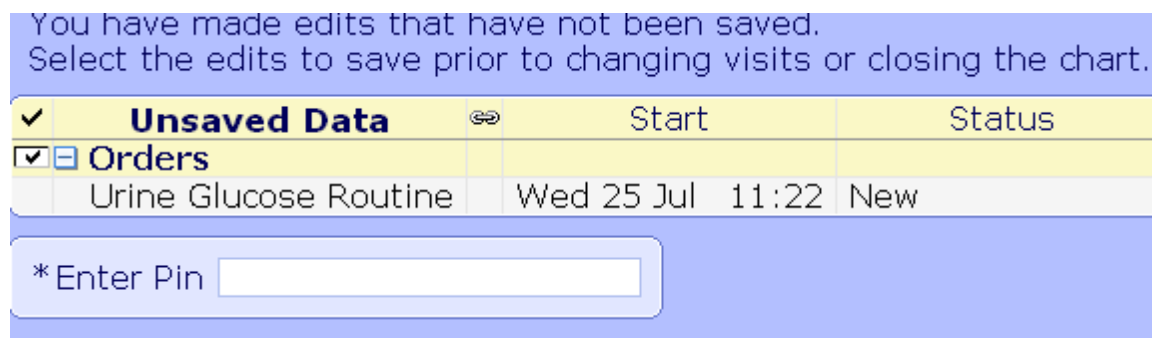 You have made edits that have not been saved.
Select the edits to save prior to changing visits or closing the chart.
Unsaved Data Start Status
Orders
Urine Glucose Routine Wed 25 Jul 11:22 New
*Enter Pin